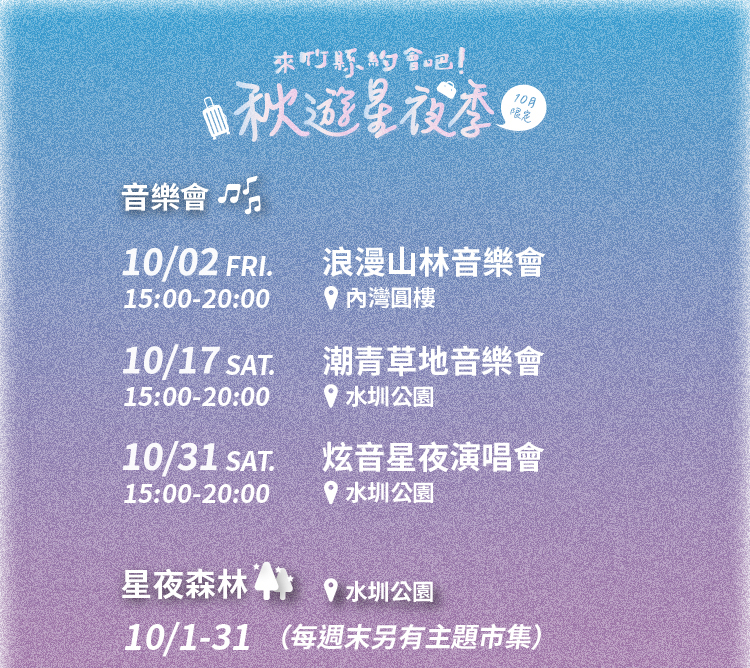 來竹縣約會吧!
秋遊星夜季
10月
限定
音樂會
10/02 FRI. 浪漫山林音樂會
15:00-20:00 內灣圓樓
10/17 SAT. 潮青草地音樂會
15:00-20:00 水圳公園
10/31 SAT. 炫音星夜演唱會
15:00-20:00 水圳公園
星夜森林 水圳公園
10/1-31 （每週末另有主題市集）